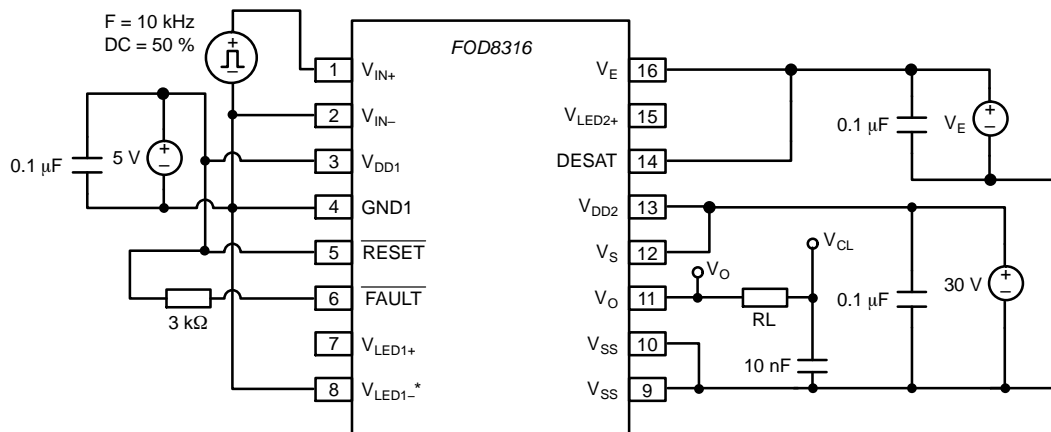 F = 10 kHz
DC = 50 %
FOD8316
1 V_IN+
2 V_IN–
3 V_DD1
4 GND1
5 RESET
6 FAULT
7 V_LED1+
8 V_LED1–*
V_E 16
V_LED2+ 15
DESAT 14
V_DD2 13
V_S 12
V_O 11
V_SS 10
V_SS 9
0.1 μF
5 V
3 kΩ
0.1 μF
V_E
V_CL
V_O
RL
0.1 μF
30 V
10 nF
+
–
+
–
+
–
+
–